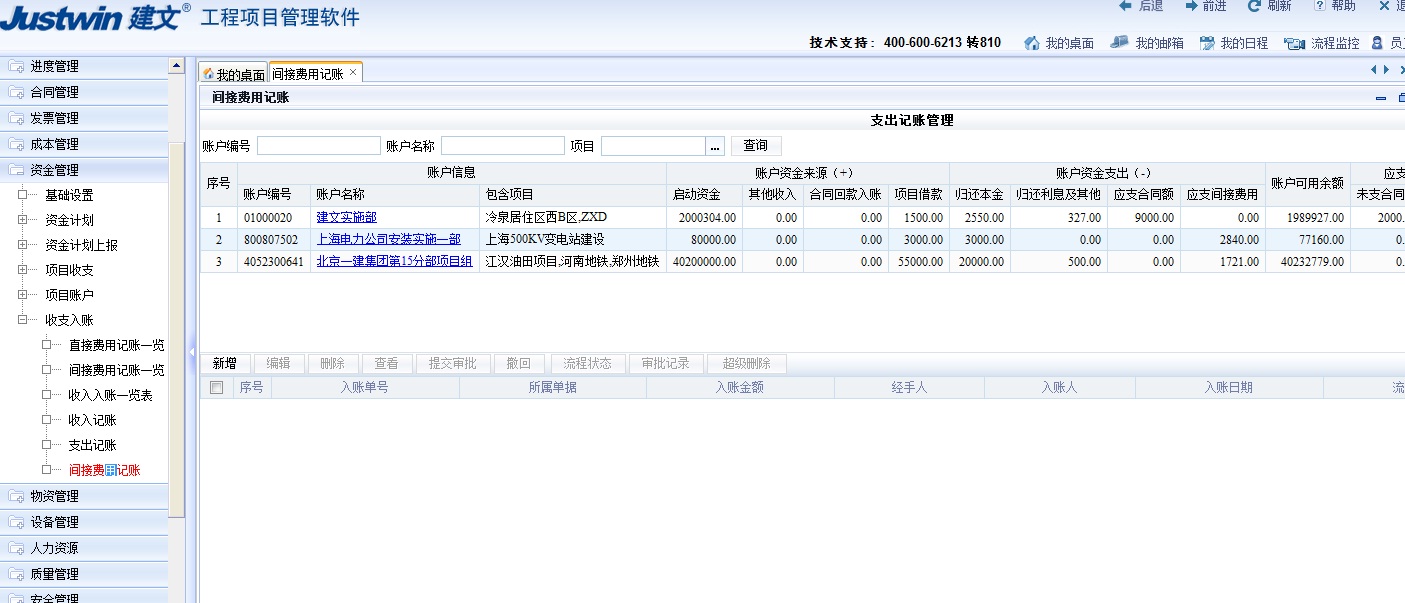 Justwin 建文® 工程项目管理软件
后退 前进 刷新 帮助
技术支持: 400-600-6213 转810 我的桌面 我的邮箱 我的日程 流程监控 员
进度管理
合同管理
发票管理
成本管理
资金管理
基础设置
资金计划
资金计划上报
项目收支
项目账户
收支入账
直接费用记账一览
间接费用记账一览
收入入账一览表
收入记账
支出记账
间接费用记账
物资管理
设备管理
人力资源
质量管理
安全管理
我的桌面 间接费用记账 ×
间接费用记账
支出记账管理
账户编号 账户名称 项目 ... 查询
序号 账户信息 账户资金来源（+） 账户资金支出（-） 账户可用余额 应支
账户编号 账户名称 包含项目 启动资金 其他收入 合同回款入账 项目借款 归还本金 归还利息及其他 应支合同额 应支间接费用 未支合同
1 01000020 建文实施部 冷泉居住区西B区,ZXD 2000304.00 0.00 0.00 1500.00 2550.00 327.00 9000.00 0.00 1989927.00 2000.
2 800807502 上海电力公司安装实施一部 上海500KV变电站建设 80000.00 0.00 0.00 3000.00 3000.00 0.00 0.00 2840.00 77160.00 0.
3 4052300641 北京一建集团第15分部项目组 江汉油田项目,河南地铁,郑州地铁 40200000.00 0.00 0.00 55000.00 20000.00 500.00 0.00 1721.00 40232779.00 0.
新增 编辑 删除 查看 提交审批 撤回 流程状态 审批记录 超级删除
序号 入账单号 所属单据 入账金额 经手人 入账人 入账日期 流